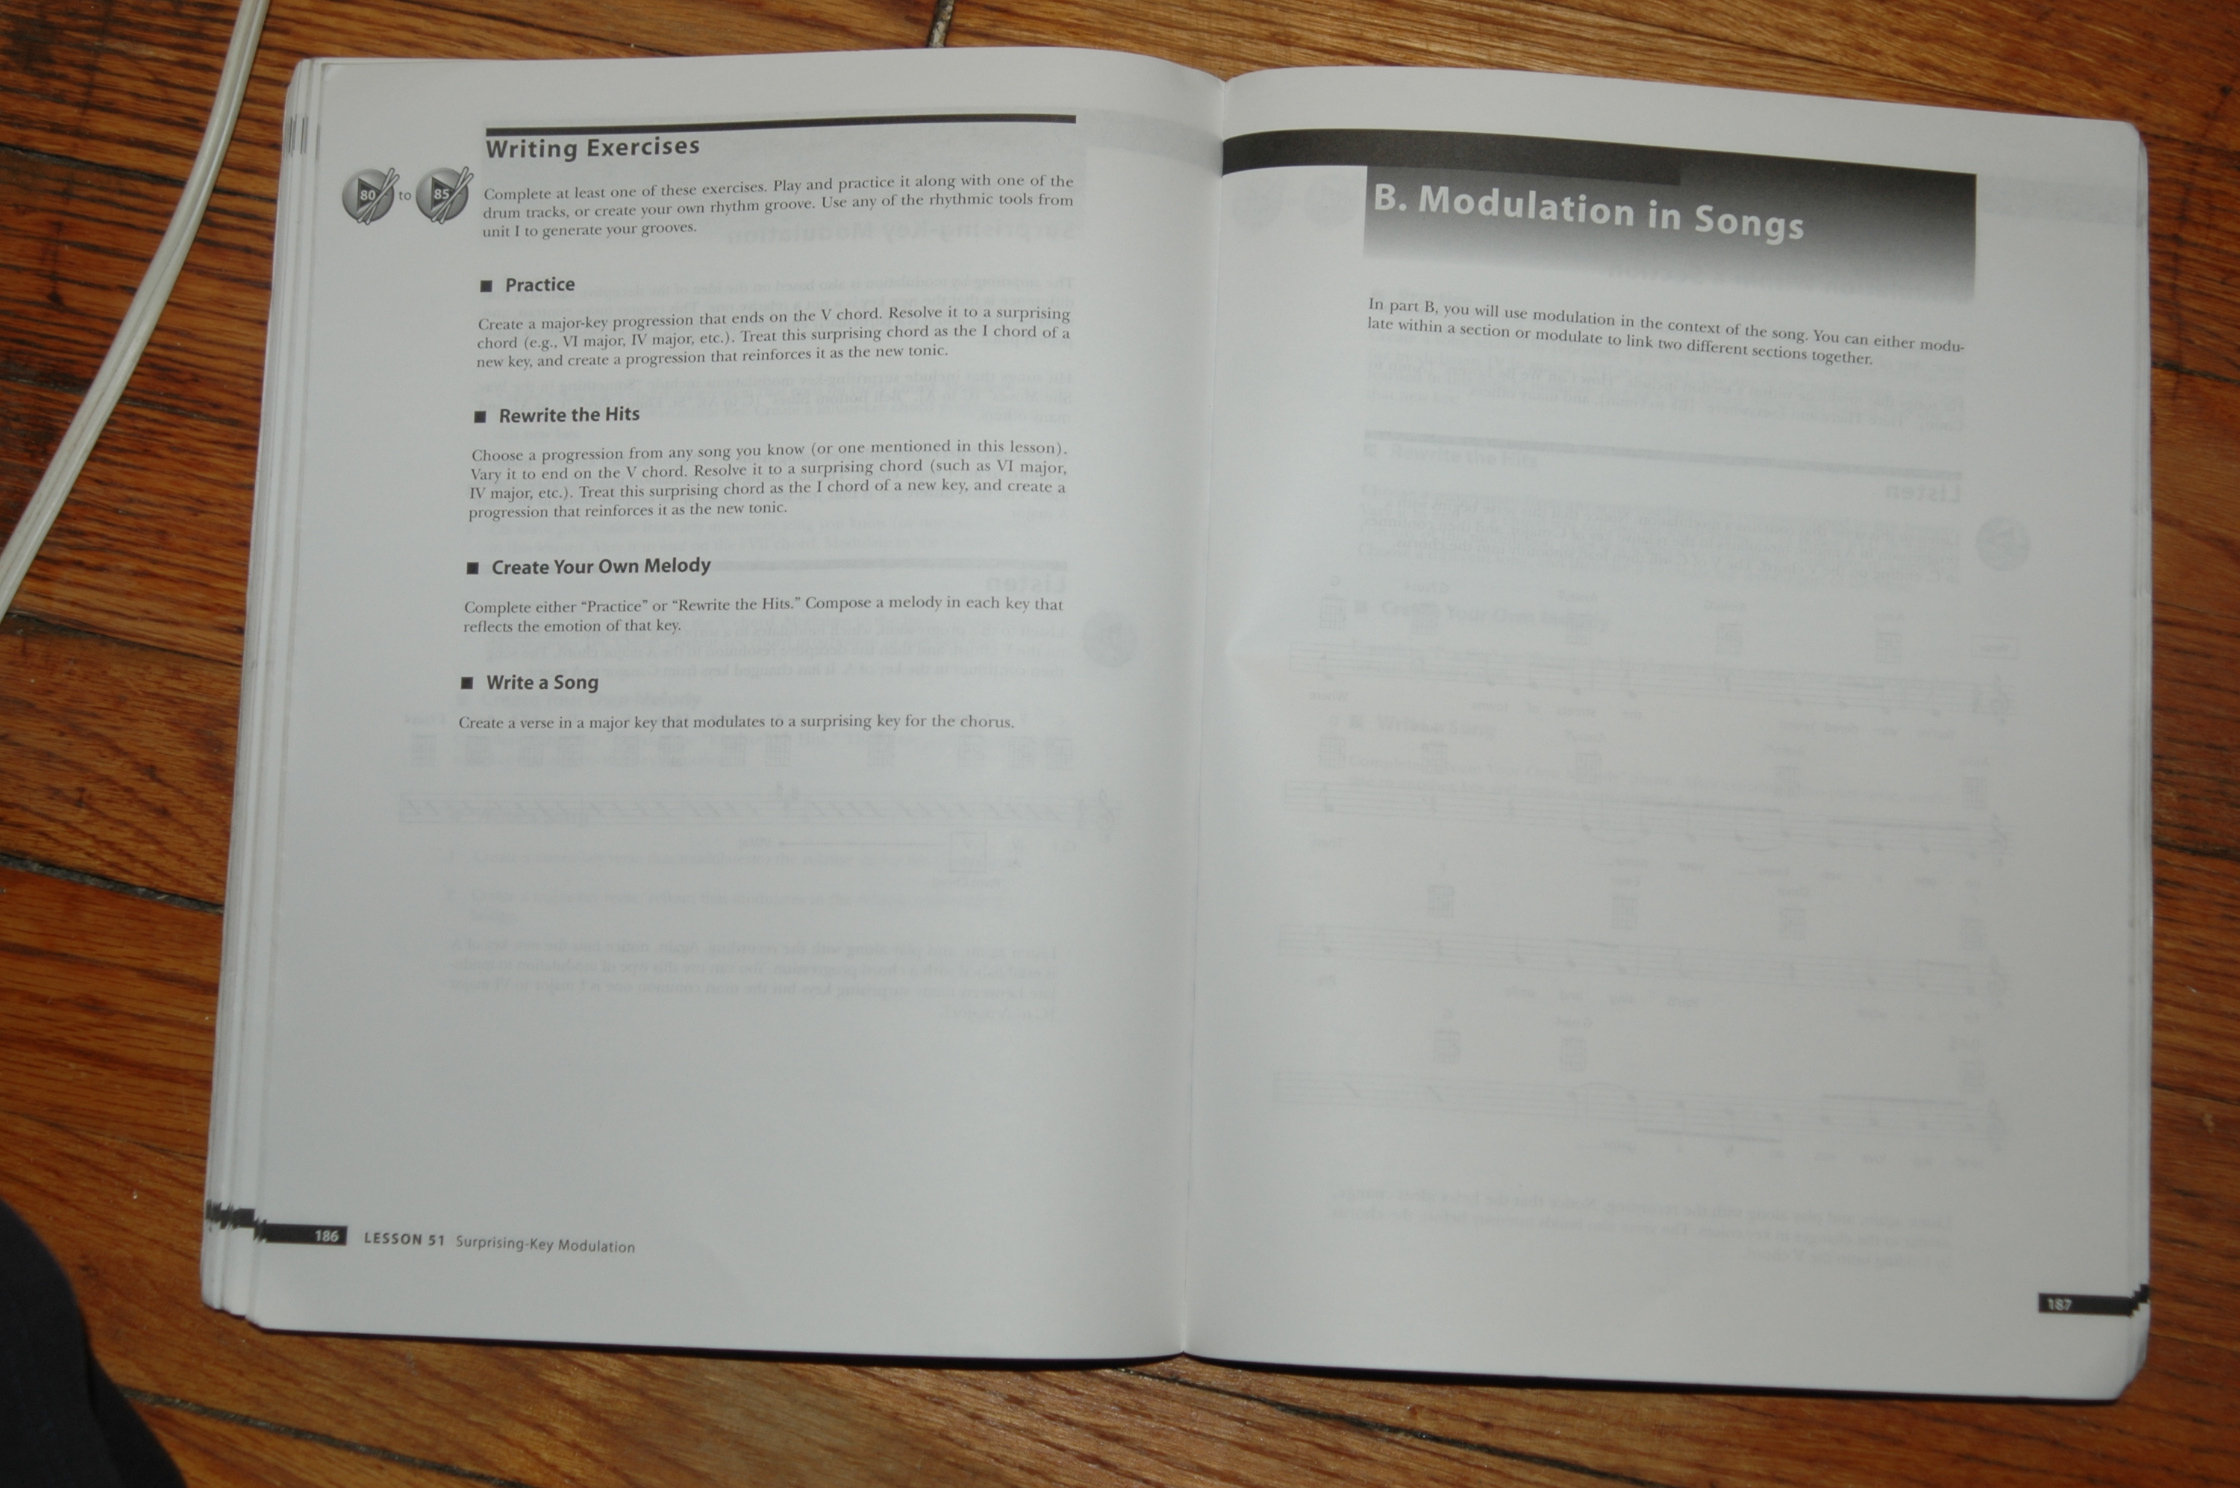 Writing Exercises
80 to 85
Complete at least one of these exercises. Play and practice it along with one of the
drum tracks, or create your own rhythm groove. Use any of the rhythmic tools from
unit I to generate your grooves.
■ Practice
Create a major-key progression that ends on the V chord. Resolve it to a surprising
chord (e.g., VI major, IV major, etc.). Treat this surprising chord as the I chord of a
new key, and create a progression that reinforces it as the new tonic.
■ Rewrite the Hits
Choose a progression from any song you know (or one mentioned in this lesson).
Vary it to end on the V chord. Resolve it to a surprising chord (such as VI major,
IV major, etc.). Treat this surprising chord as the I chord of a new key, and create a
progression that reinforces it as the new tonic.
■ Create Your Own Melody
Complete either “Practice” or “Rewrite the Hits.” Compose a melody in each key that
reflects the emotion of that key.
■ Write a Song
Create a verse in a major key that modulates to a surprising key for the chorus.
186 LESSON 51 Surprising-Key Modulation
B. Modulation in Songs
In part B, you will use modulation in the context of the song. You can either modu-
late within a section or modulate to link two different sections together.
187